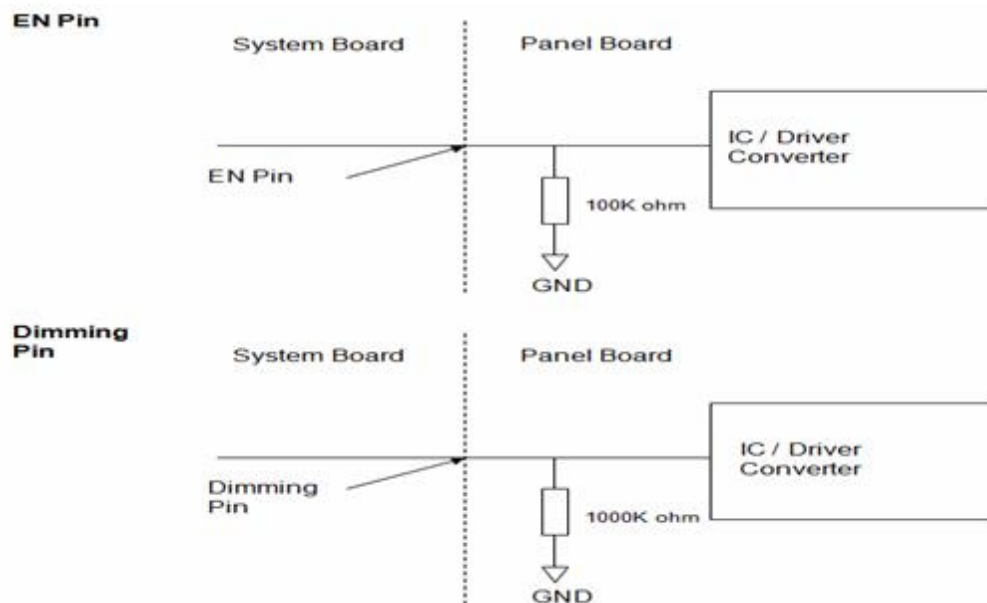 EN Pin
System Board
Panel Board
IC / Driver
Converter
EN Pin
100K ohm
GND
Dimming
Pin
System Board
Panel Board
IC / Driver
Converter
Dimming
Pin
1000K ohm
GND